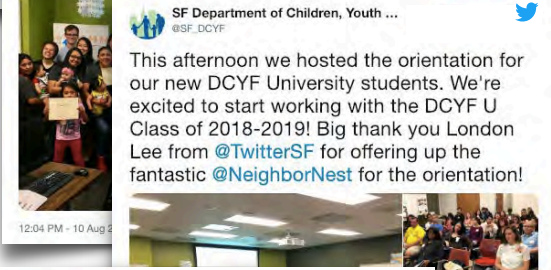 SF Department of Children, Youth ...
@SF_DCYF
This afternoon we hosted the orientation for
our new DCYF University students. We're
excited to start working with the DCYF U
Class of 2018-2019! Big thank you London
Lee from @TwitterSF for offering up the
fantastic @NeighborNest for the orientation!
12:04 PM - 10 Aug 2